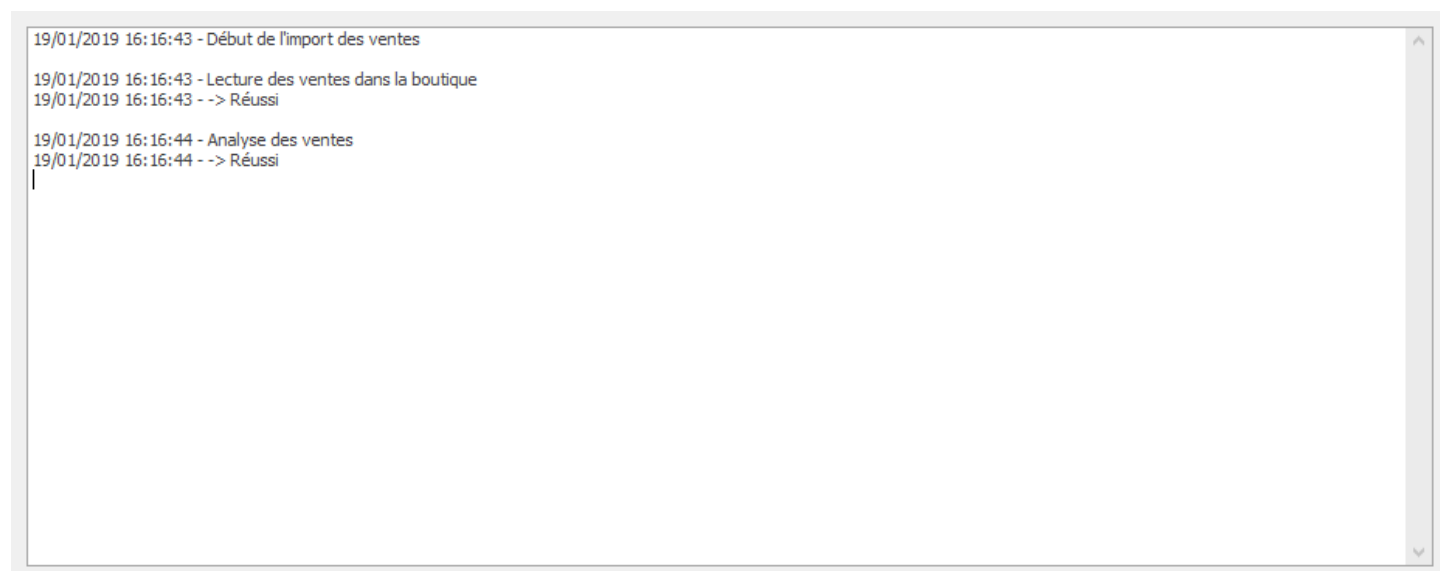 19/01/2019 16:16:43 - Début de l'import des ventes
19/01/2019 16:16:43 - Lecture des ventes dans la boutique
19/01/2019 16:16:43 - -> Réussi
19/01/2019 16:16:44 - Analyse des ventes
19/01/2019 16:16:44 - -> Réussi